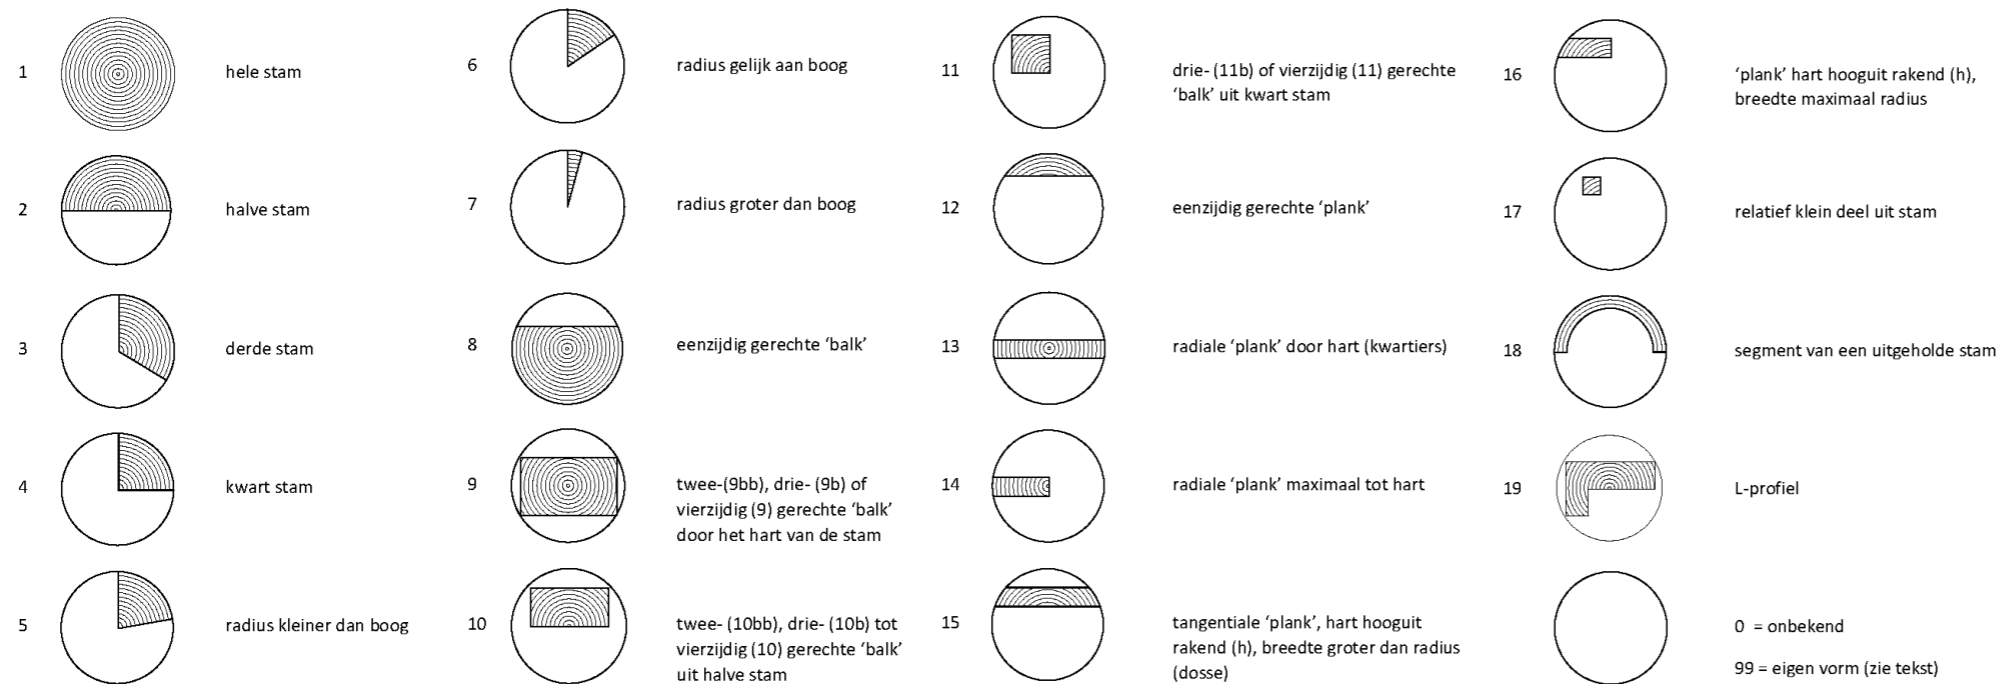 1 hele stam
2 halve stam
3 derde stam
4 kwart stam
5 radius kleiner dan boog
6 radius gelijk aan boog
7 radius groter dan boog
8 eenzijdig gerechte ‘balk’
9 twee-(9bb), drie- (9b) of
vierzijdig (9) gerechte ‘balk’
door het hart van de stam
10 twee- (10bb), drie- (10b) tot
vierzijdig (10) gerechte ‘balk’
uit halve stam
11 drie- (11b) of vierzijdig (11) gerechte
‘balk’ uit kwart stam
12 eenzijdig gerechte ‘plank’
13 radiale ‘plank’ door hart (kwartiers)
14 radiale ‘plank’ maximaal tot hart
15 tangentiale ‘plank’, hart hooguit
rakend (h), breedte groter dan radius
(dosse)
16 ‘plank’ hart hooguit rakend (h),
breedte maximaal radius
17 relatief klein deel uit stam
18 segment van een uitgeholde stam
19 L-profiel
0 = onbekend
99 = eigen vorm (zie tekst)